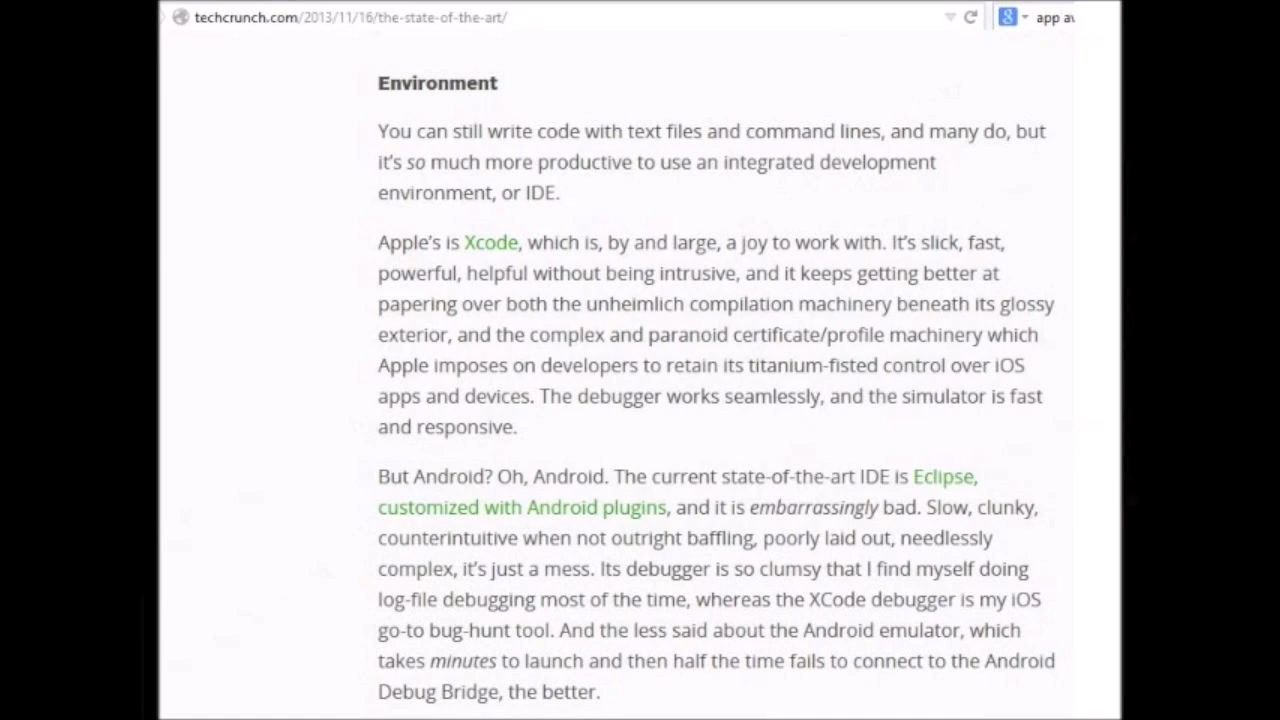 techcrunch.com/2013/11/16/the-state-of-the-art/
app
Environment
You can still write code with text files and command lines, and many do, but
it's so much more productive to use an integrated development
environment, or IDE.
Apple's is Xcode, which is, by and large, a joy to work with. It's slick, fast,
powerful, helpful without being intrusive, and it keeps getting better at
papering over both the unheimlich compilation machinery beneath its glossy
exterior, and the complex and paranoid certificate/profile machinery which
Apple imposes on developers to retain its titanium-fisted control over iOS
apps and devices. The debugger works seamlessly, and the simulator is fast
and responsive.
But Android? Oh, Android. The current state-of-the-art IDE is Eclipse,
customized with Android plugins, and it is embarrassingly bad. Slow, clunky,
counterintuitive when not outright baffling, poorly laid out, needlessly
complex, it's just a mess. Its debugger is so clumsy that I find myself doing
log-file debugging most of the time, whereas the XCode debugger is my iOS
go-to bug-hunt tool. And the less said about the Android emulator, which
takes minutes to launch and then half the time fails to connect to the Android
Debug Bridge, the better.